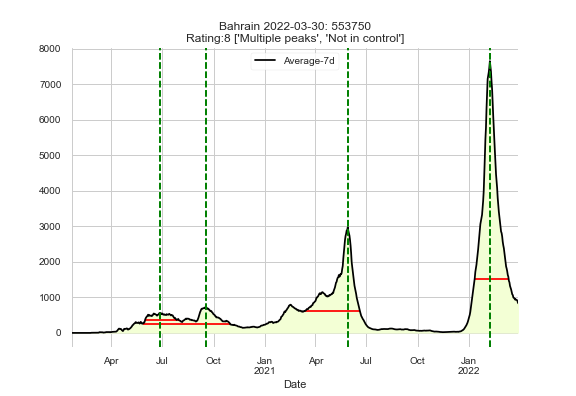 Bahrain 2022-03-30: 553750
Rating:8 ['Multiple peaks', 'Not in control']
Average-7d
8000
7000
6000
5000
4000
3000
2000
1000
0
Apr Jul Oct Jan Apr Jul Oct Jan
2021 2022
Date